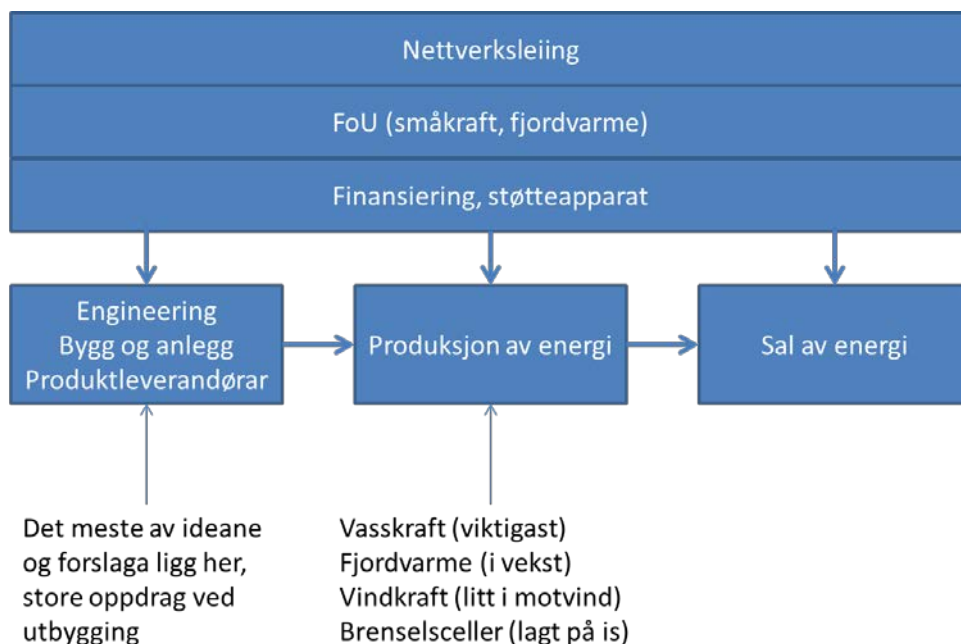 Nettverksleiing
FoU (småkraft, fjordvarme)
Finansiering, støtteapparat
Engineering
Bygg og anlegg
Produktleverandørar
Produksjon av energi
Sal av energi
Det meste av ideane
og forslaga ligg her,
store oppdrag ved
utbygging
Vasskraft (viktigast)
Fjordvarme (i vekst)
Vindkraft (litt i motvind)
Brenselsceller (lagt på is)